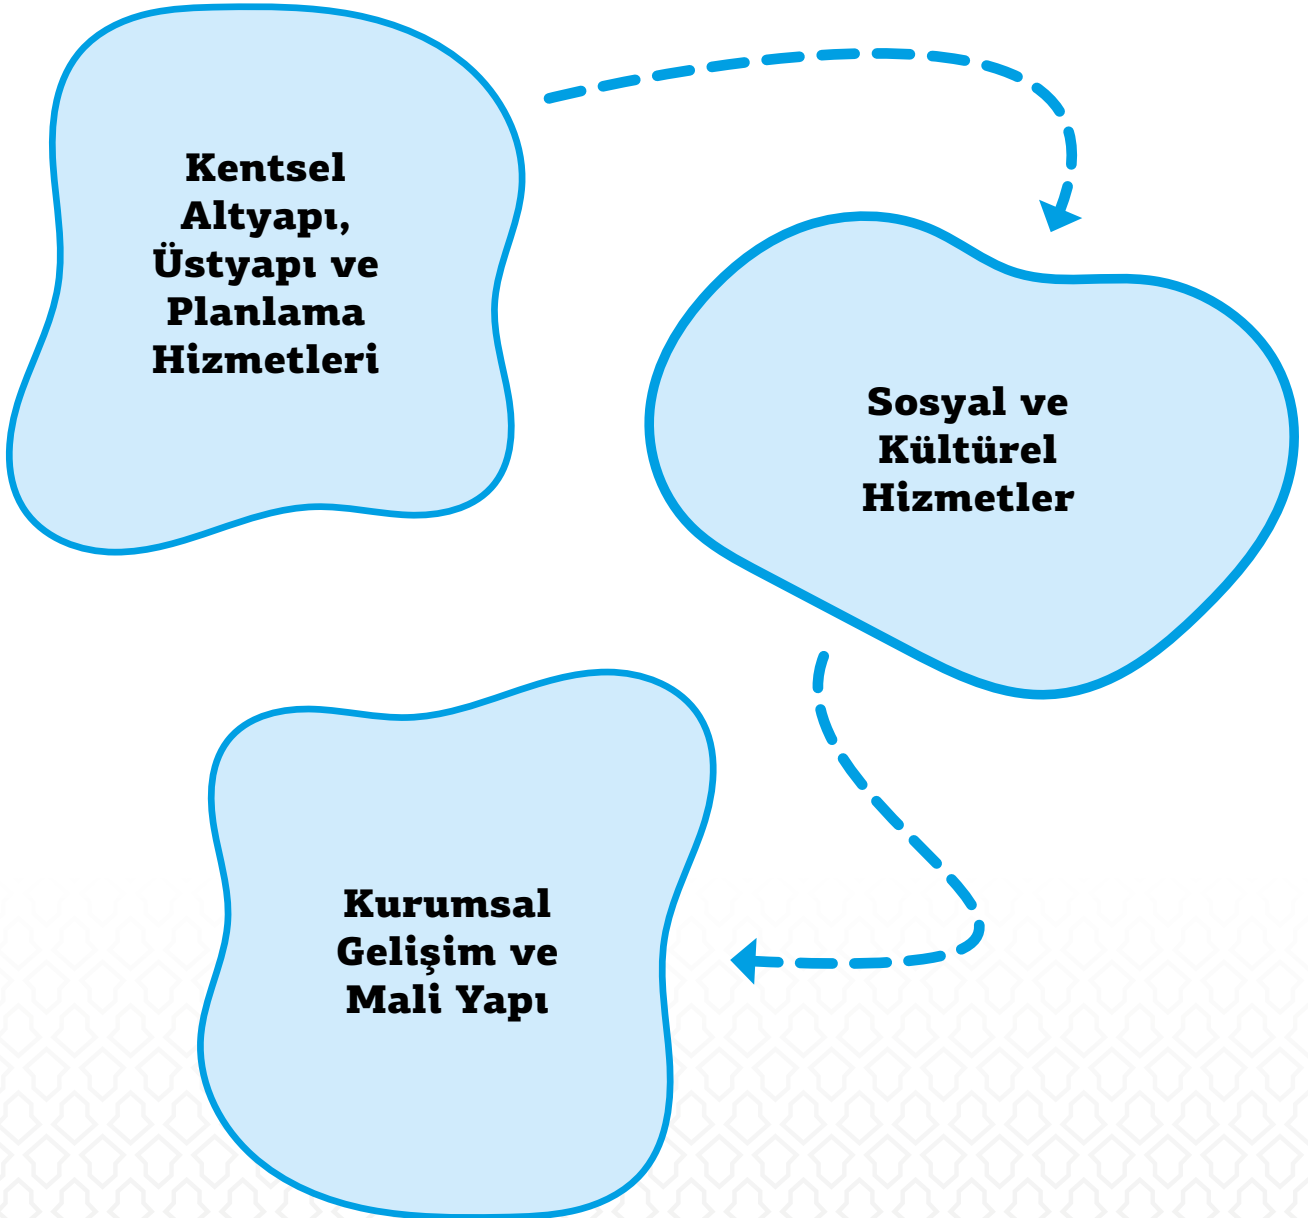 Kentsel
Altyapı,
Üstyapı ve
Planlama
Hizmetleri
Sosyal ve
Kültürel
Hizmetler
Kurumsal
Gelişim ve
Mali Yapı